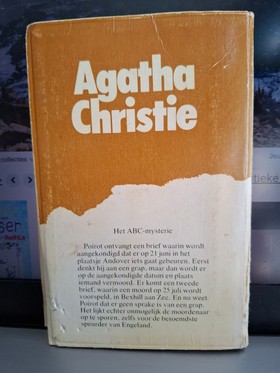 Agatha
Christie
Het ABC-mysterie
Poirot ontvangt een brief waarin wordt
aangekondigd dat er op 21 juni in het
plaatsje Andover iets gaat gebeuren. Eerst
denkt hij aan een grap, maar dan wordt er
op de aangekondigde datum en plaats
iemand vermoord. Er komt een tweede
brief, waarin een moord op 25 juli wordt
voorspeld, in Bexhill aan Zee. En nu weet
Poirot dat er geen sprake is van een grap.
Het lijkt echter onmogelijk de moordenaar
op te sporen, zelfs voor de beroemdste
speurder van Engeland.